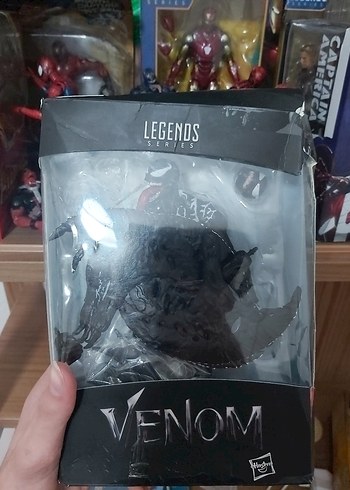 CAPTAIN
AMERICA
LEGENDS
SERIES
VENOM
Hasbro